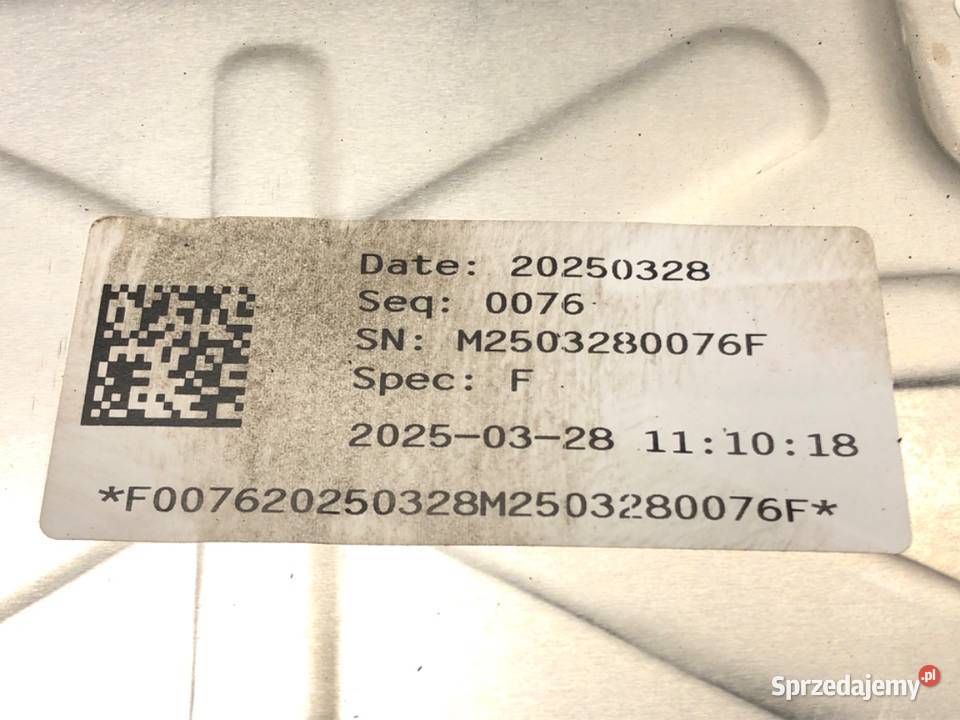 Date: 20250328
Seq: 0076
SN: M2503280076F
Spec: F
2025-03-28 11:10:18
*F007620250328M2503280076F*
Sprzedajemy.pl